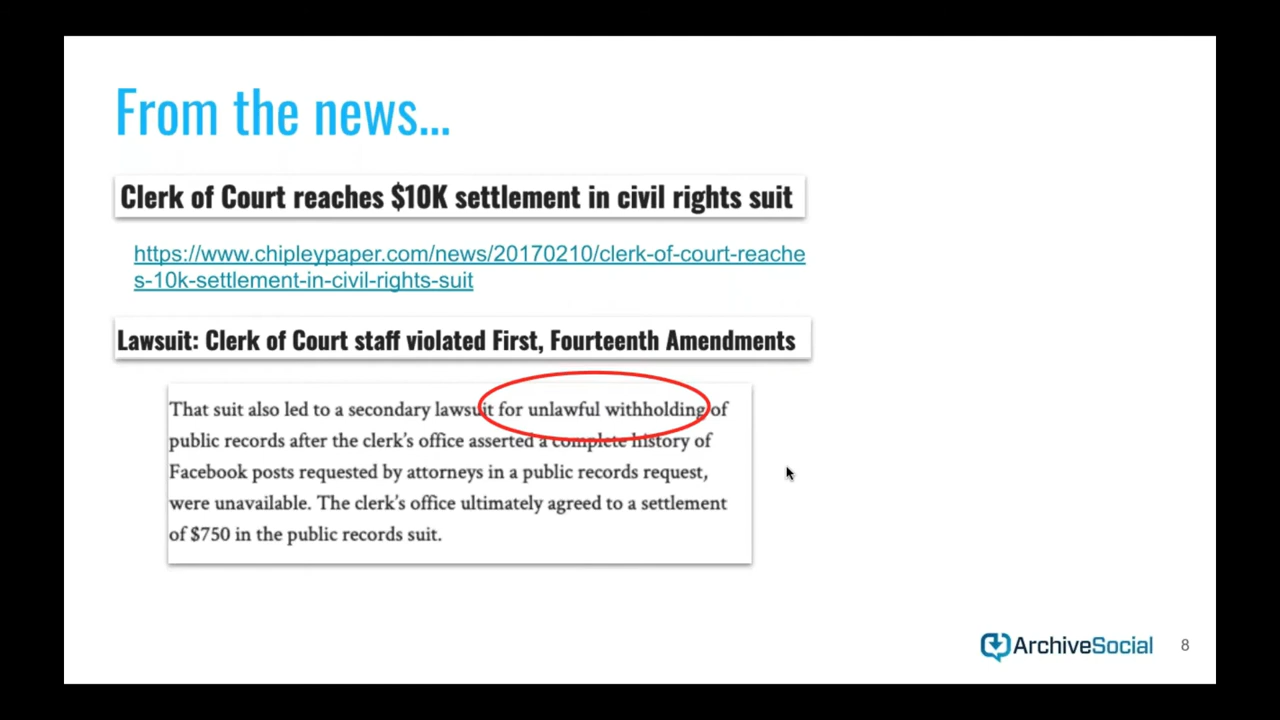 From the news...
Clerk of Court reaches $10K settlement in civil rights suit
https://www.chipleypaper.com/news/20170210/clerk-of-court-reache
s-10k-settlement-in-civil-rights-suit
Lawsuit: Clerk of Court staff violated First, Fourteenth Amendments
That suit also led to a secondary lawsuit for unlawful withholding of
public records after the clerk's office asserted a complete history of
Facebook posts requested by attorneys in a public records request,
were unavailable. The clerk's office ultimately agreed to a settlement
of $750 in the public records suit.
ArchiveSocial 8